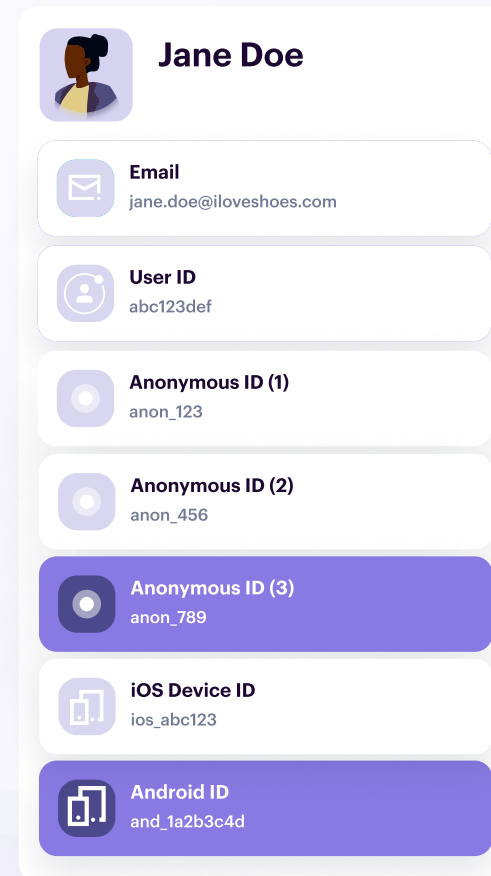 Jane Doe
Email
jane.doe@iloveshoes.com
User ID
abc123def
Anonymous ID (1)
anon_123
Anonymous ID (2)
anon_456
Anonymous ID (3)
anon_789
iOS Device ID
ios_abc123
Android ID
and_1a2b3c4d